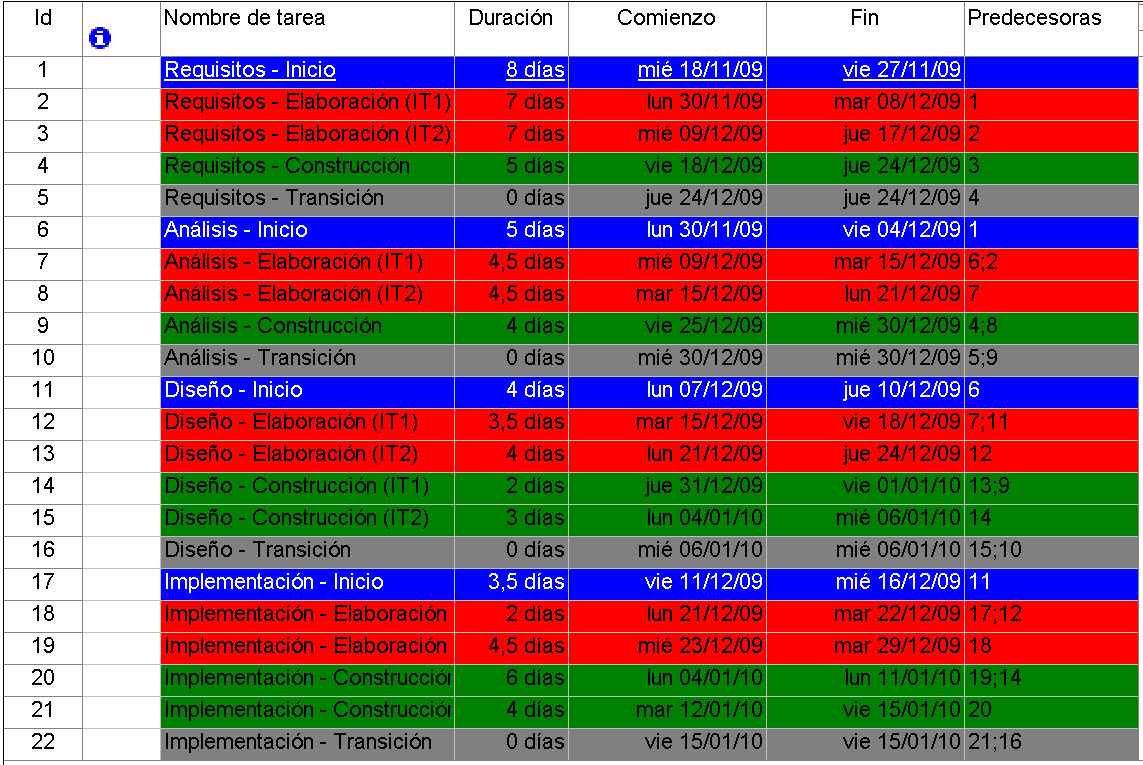 Id Nombre de tarea Duración Comienzo Fin Predecesoras
1 Requisitos - Inicio 8 días mié 18/11/09 vie 27/11/09
2 Requisitos - Elaboración (IT1) 7 días lun 30/11/09 mar 08/12/09 1
3 Requisitos - Elaboración (IT2) 7 días mié 09/12/09 jue 17/12/09 2
4 Requisitos - Construcción 5 días vie 18/12/09 jue 24/12/09 3
5 Requisitos - Transición 0 días jue 24/12/09 jue 24/12/09 4
6 Análisis - Inicio 5 días lun 30/11/09 vie 04/12/09 1
7 Análisis - Elaboración (IT1) 4,5 días mié 09/12/09 mar 15/12/09 6;2
8 Análisis - Elaboración (IT2) 4,5 días mar 15/12/09 lun 21/12/09 7
9 Análisis - Construcción 4 días vie 25/12/09 mié 30/12/09 4;8
10 Análisis - Transición 0 días mié 30/12/09 mié 30/12/09 5;9
11 Diseño - Inicio 4 días lun 07/12/09 jue 10/12/09 6
12 Diseño - Elaboración (IT1) 3,5 días mar 15/12/09 vie 18/12/09 7;11
13 Diseño - Elaboración (IT2) 4 días lun 21/12/09 jue 24/12/09 12
14 Diseño - Construcción (IT1) 2 días jue 31/12/09 vie 01/01/10 13;9
15 Diseño - Construcción (IT2) 3 días lun 04/01/10 mié 06/01/10 14
16 Diseño - Transición 0 días mié 06/01/10 mié 06/01/10 15;10
17 Implementación - Inicio 3,5 días vie 11/12/09 mié 16/12/09 11
18 Implementación - Elaboración 2 días lun 21/12/09 mar 22/12/09 17;12
19 Implementación - Elaboración 4,5 días mié 23/12/09 mar 29/12/09 18
20 Implementación - Construcción 6 días lun 04/01/10 lun 11/01/10 19;14
21 Implementación - Construcción 4 días mar 12/01/10 vie 15/01/10 20
22 Implementación - Transición 0 días vie 15/01/10 vie 15/01/10 21;16